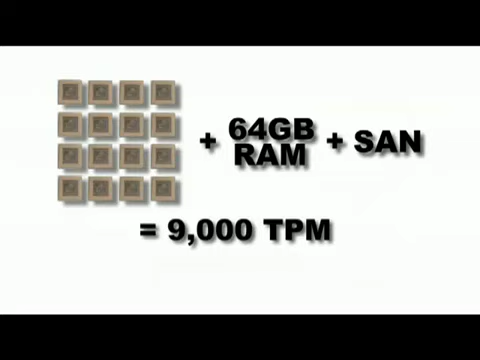 + 64GB RAM + SAN
= 9,000 TPM